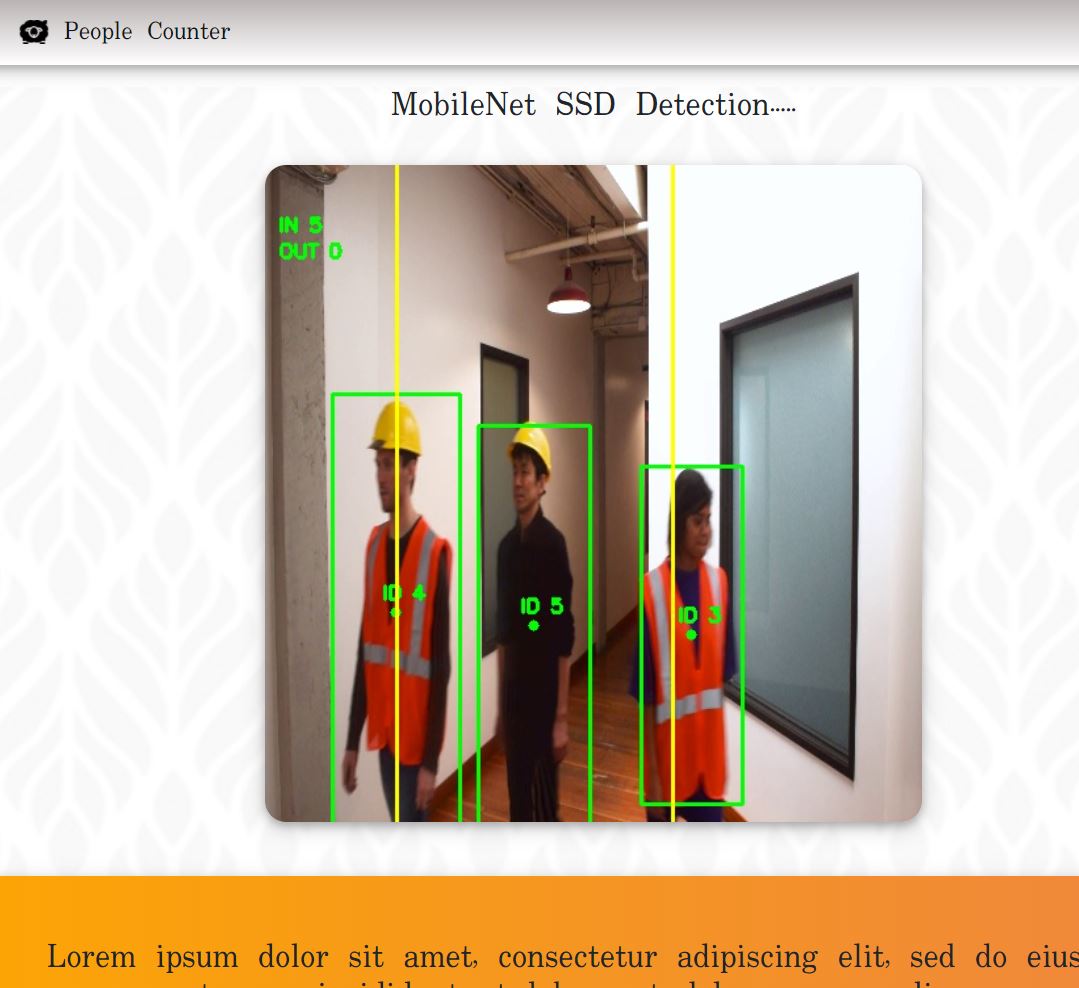 People Counter
MobileNet SSD Detection.....
IN 5
OUT 0
ID 4
ID 5
ID 3
Lorem ipsum dolor sit amet, consectetur adipiscing elit, sed do eius